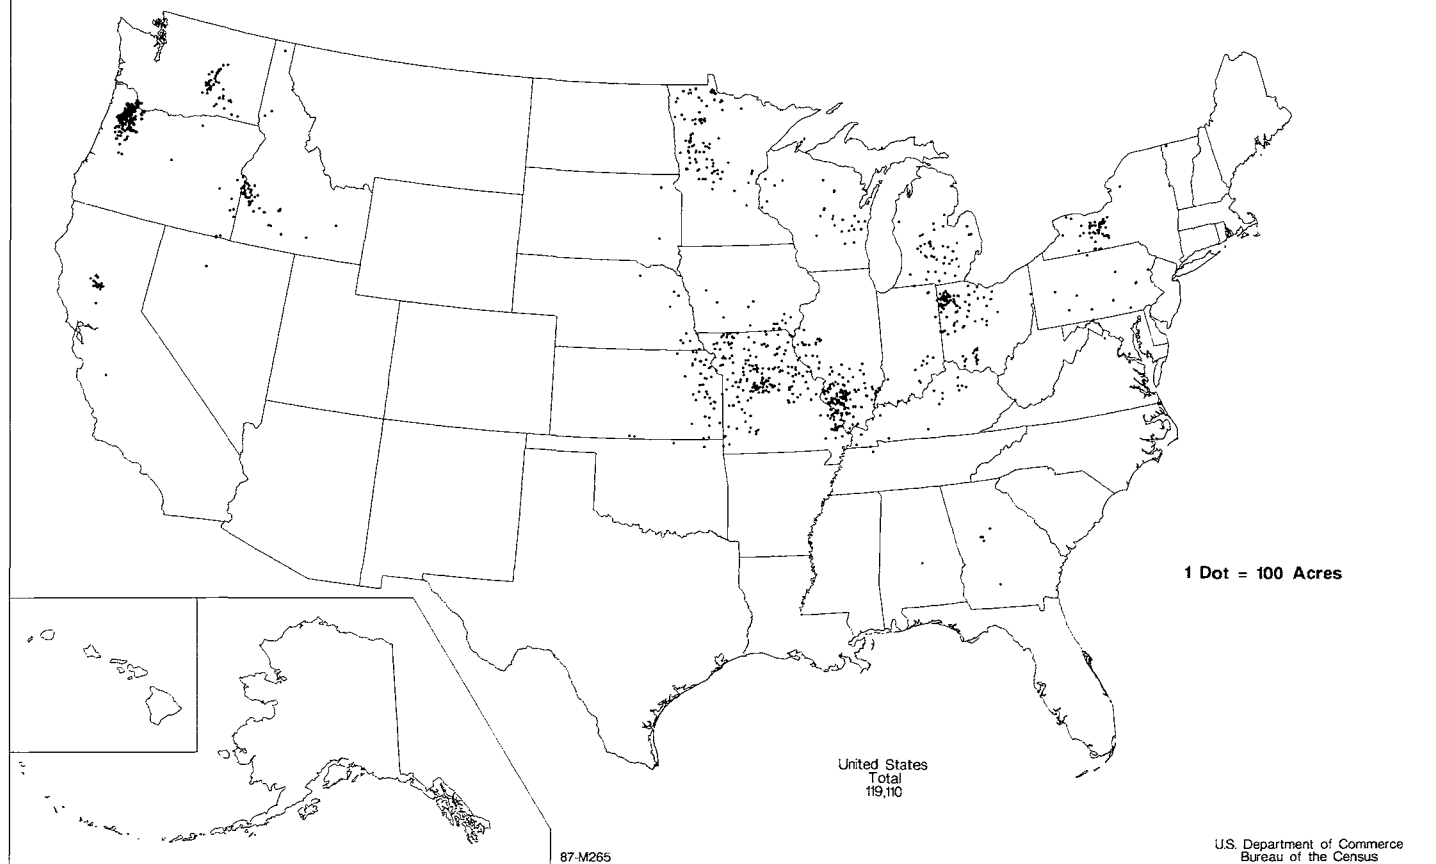 1 Dot = 100 Acres
United States
Total
119,110
87-M265
U.S. Department of Commerce
Bureau of the Census